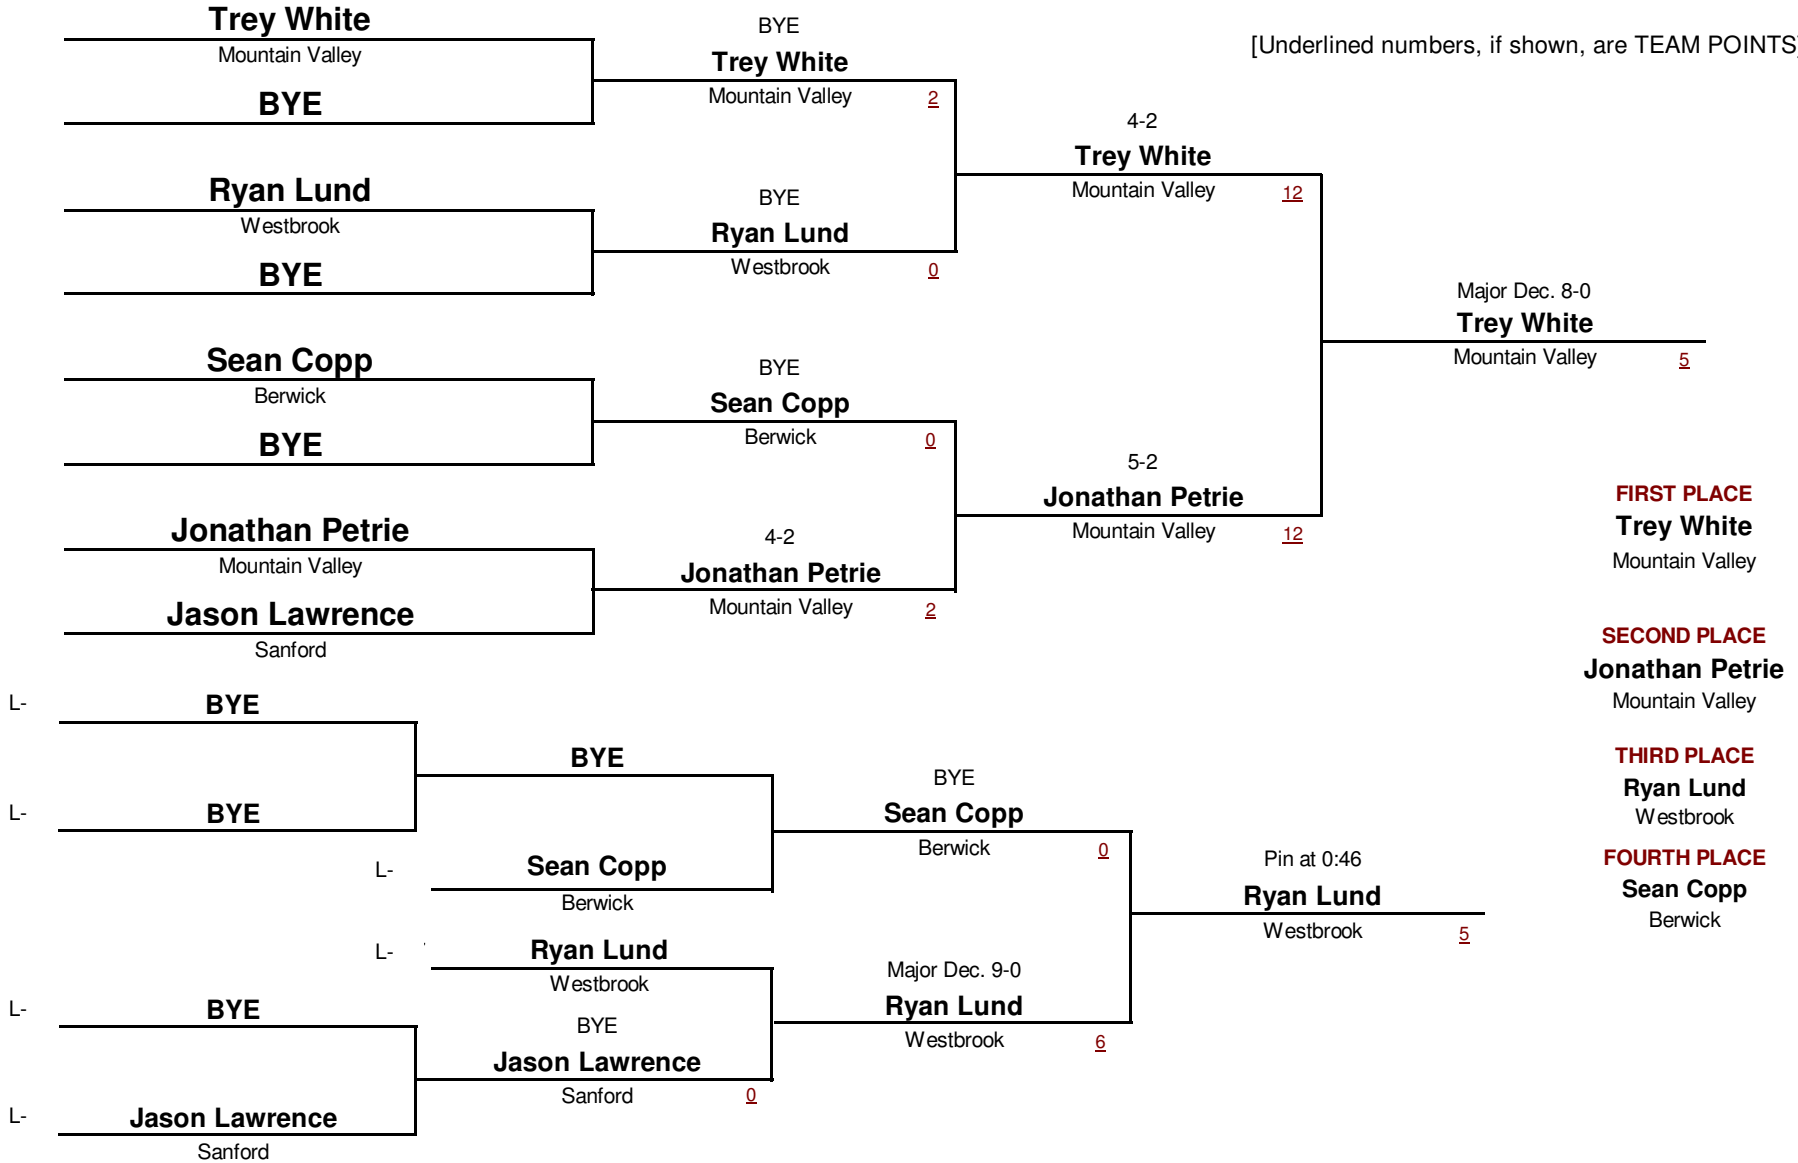 Trey White
Mountain Valley
BYE
BYE
Trey White
Mountain Valley
2
[Underlined numbers, if shown, are TEAM POINTS]
Ryan Lund
Westbrook
BYE
BYE
Ryan Lund
Westbrook
0
4-2
Trey White
Mountain Valley
12
Sean Copp
Berwick
BYE
BYE
Sean Copp
Berwick
0
Jonathan Petrie
Mountain Valley
Jason Lawrence
Sanford
4-2
Jonathan Petrie
Mountain Valley
2
5-2
Jonathan Petrie
Mountain Valley
12
Major Dec. 8-0
Trey White
Mountain Valley
5
FIRST PLACE
Trey White
Mountain Valley
SECOND PLACE
Jonathan Petrie
Mountain Valley
THIRD PLACE
Ryan Lund
Westbrook
FOURTH PLACE
Sean Copp
Berwick
L-
BYE
L-
BYE
BYE
L-
Sean Copp
Berwick
BYE
Sean Copp
Berwick
0
L-
Ryan Lund
Westbrook
L-
BYE
L-
Jason Lawrence
Sanford
BYE
Jason Lawrence
Sanford
0
Major Dec. 9-0
Ryan Lund
Westbrook
6
Pin at 0:46
Ryan Lund
Westbrook
5